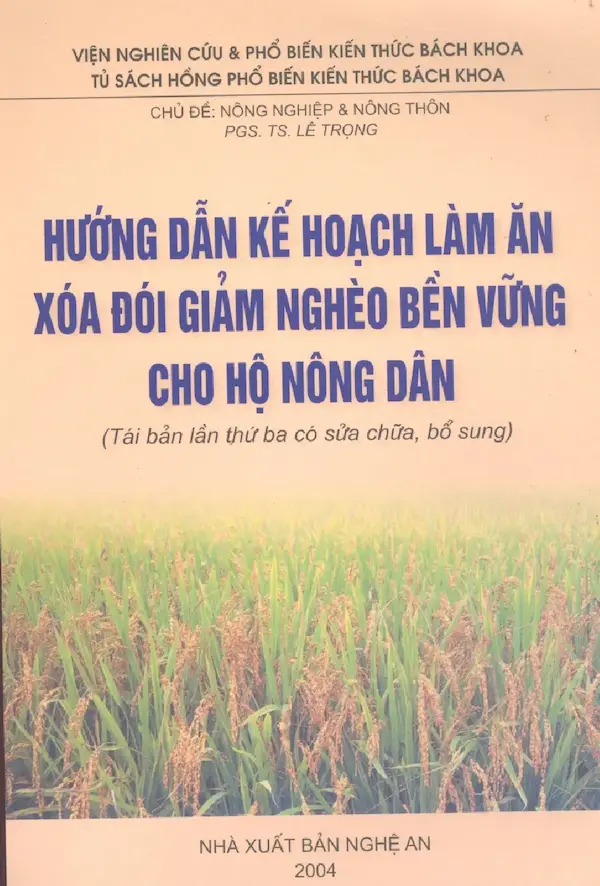 VIỆN NGHIÊN CỨU & PHỔ BIẾN KIẾN THỨC BÁCH KHOA
TỦ SÁCH HỒNG PHỔ BIẾN KIẾN THỨC BÁCH KHOA
CHỦ ĐỀ: NÔNG NGHIỆP & NÔNG THÔN
PGS. TS. LÊ TRỌNG
HƯỚNG DẪN KẾ HOẠCH LÀM ĂN
XÓA ĐÓI GIẢM NGHÈO BỀN VỮNG
CHO HỘ NÔNG DÂN
(Tái bản lần thứ ba có sửa chữa, bổ sung)
NHÀ XUẤT BẢN NGHỆ AN
2004